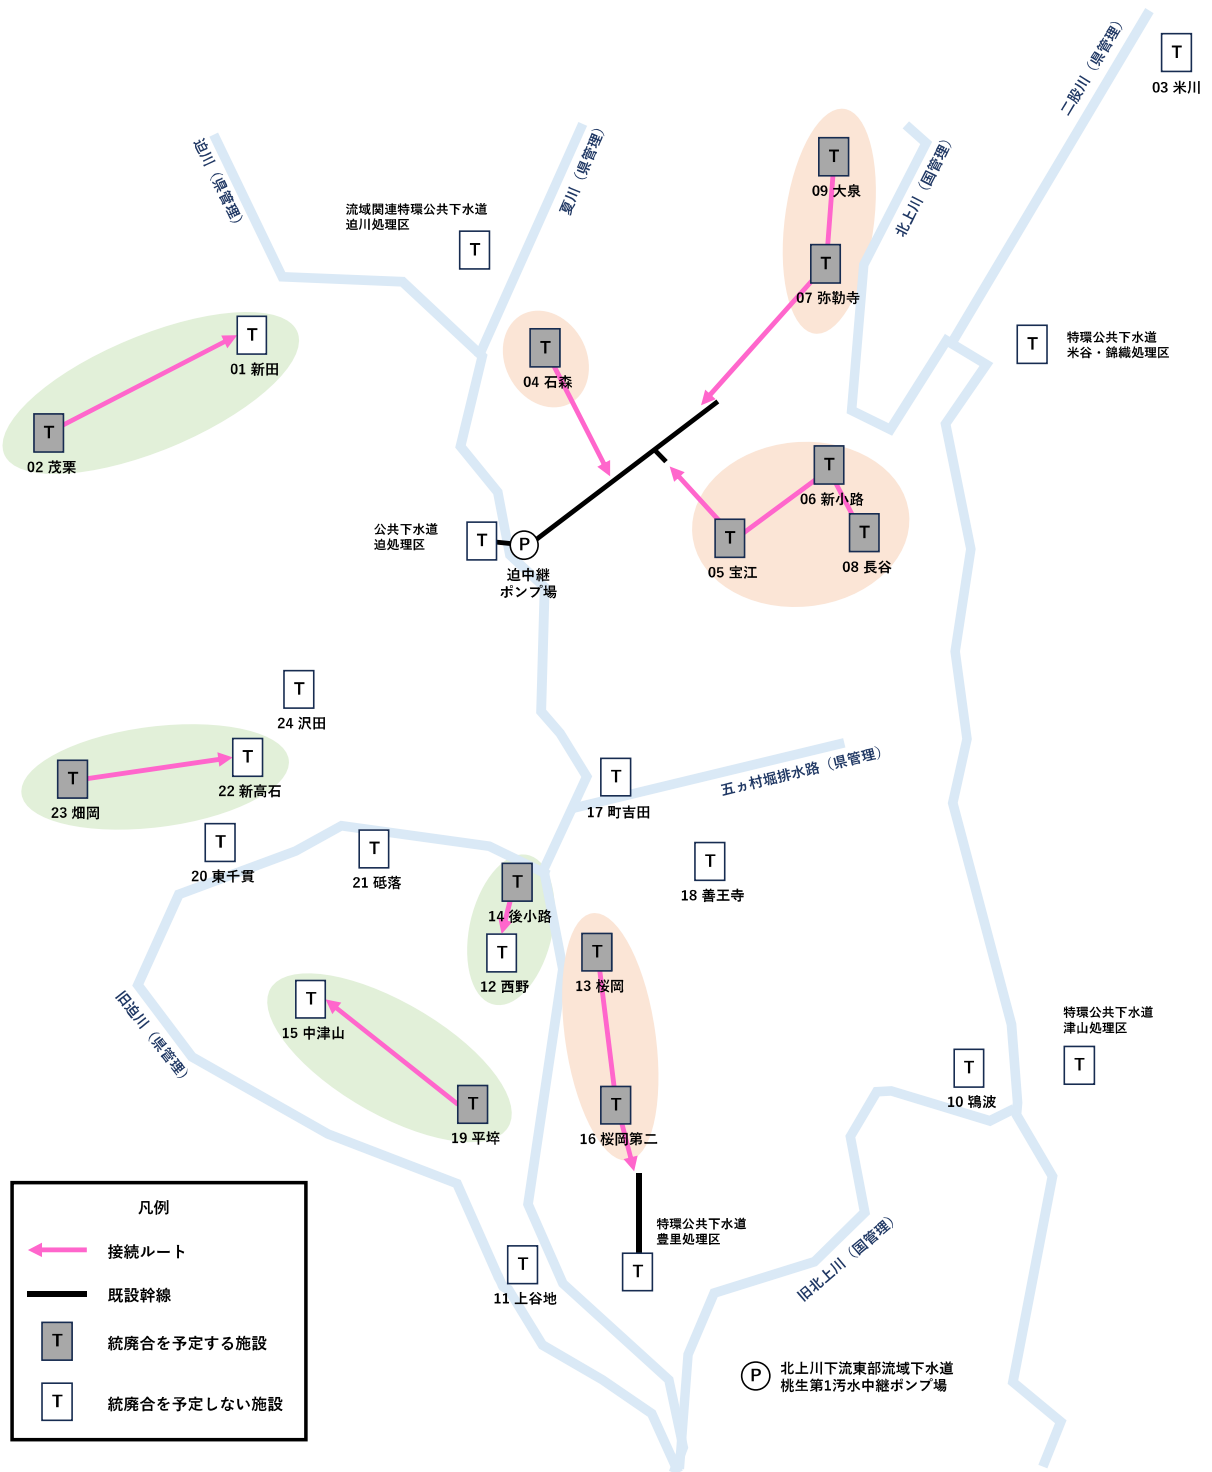 二股川（県管理）
T
03 米川
迫川（県管理）
夏川（県管理）
T
09 大泉
北上川（国管理）
流域関連特環公共下水道
迫川処理区
T
T
07 弥勒寺
T
01 新田
T
04 石森
T
特環公共下水道
米谷・錦織処理区
T
02 茂栗
T
06 新小路
公共下水道
迫処理区
T
P
迫中継
ポンプ場
T
05 宝江
T
08 長谷
T
24 沢田
T
22 新高石
T
23 畑岡
T
17 町吉田
五ヵ村堀排水路（県管理）
T
20 東千貫
T
21 砥落
T
18 善王寺
T
14 後小路
T
12 西野
T
13 桜岡
旧迫川（県管理）
T
15 中津山
特環公共下水道
津山処理区
T
T
10 鴇波
T
19 平埣
T
16 桜岡第二
特環公共下水道
豊里処理区
T
T
11 上谷地
旧北上川（国管理）
P
北上川下流東部流域下水道
桃生第1汚水中継ポンプ場
凡例
接続ルート
既設幹線
T
統廃合を予定する施設
T
統廃合を予定しない施設